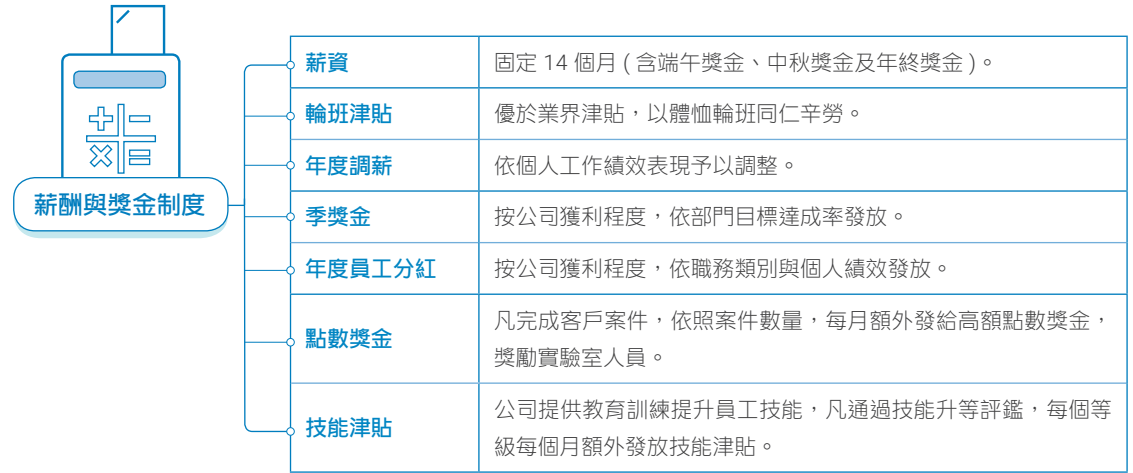 薪酬與獎金制度
薪資
固定 14 個月 ( 含端午獎金、中秋獎金及年終獎金 )。
輪班津貼
優於業界津貼,以體恤輪班同仁辛勞。
年度調薪
依個人工作績效表現予以調整。
季獎金
按公司獲利程度,依部門目標達成率發放。
年度員工分紅
按公司獲利程度,依職務類別與個人績效發放。
點數獎金
凡完成客戶案件,依照案件數量,每月額外發給高額點數獎金,
獎勵實驗室人員。
技能津貼
公司提供教育訓練提升員工技能,凡通過技能升等評鑑,每個等
級每個月額外發放技能津貼。